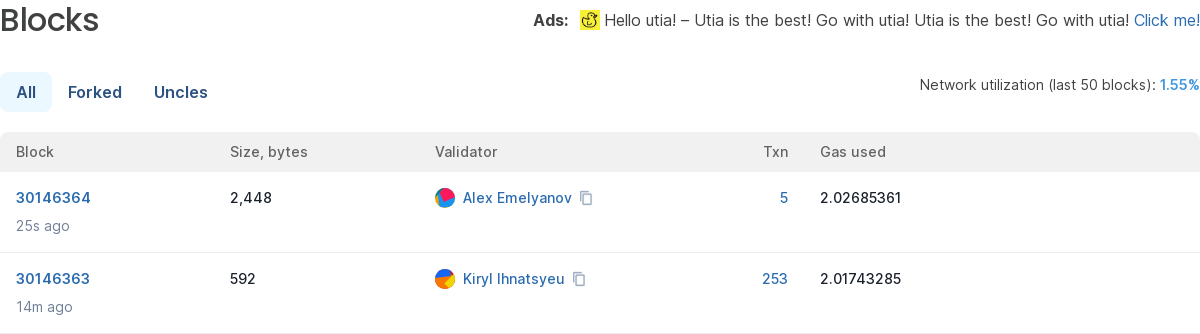 Blocks
Ads: Hello utia! – Utia is the best! Go with utia! Utia is the best! Go with utia! Click me!
All Forked Uncles
Network utilization (last 50 blocks): 1.55%
Block Size, bytes Validator Txn Gas used
30146364 2,448 Alex Emelyanov 5 2.02685361
25s ago
30146363 592 Kiryl Ihnatsyeu 253 2.01743285
14m ago